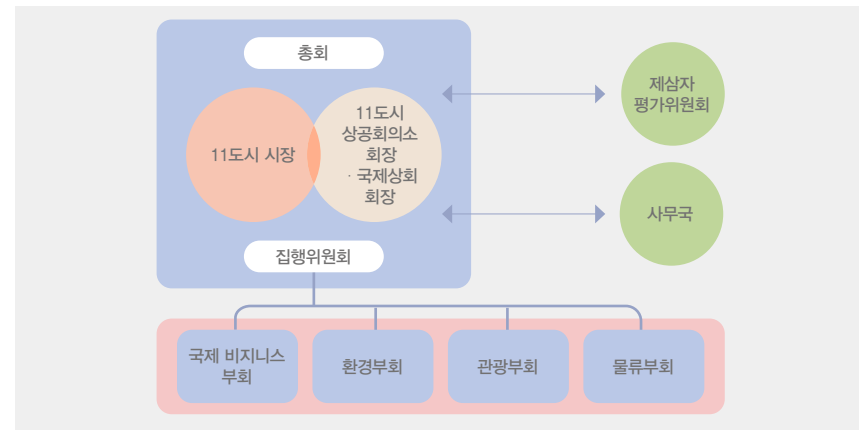 총회
11도시 시장
11도시
상공회의소
회장
· 국제상회
회장
집행위원회
제삼자
평가위원회
사무국
국제 비지니스
부회
환경부회
관광부회
물류부회